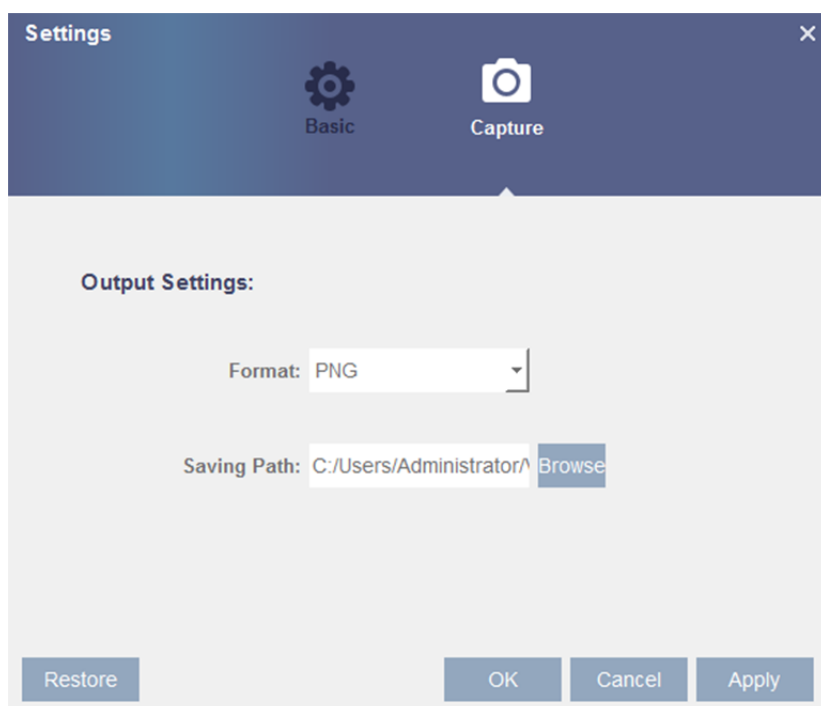 Settings
Basic
Capture
Output Settings:
Format: PNG
Saving Path: C:/Users/Administrator/ Browse
Restore OK Cancel Apply